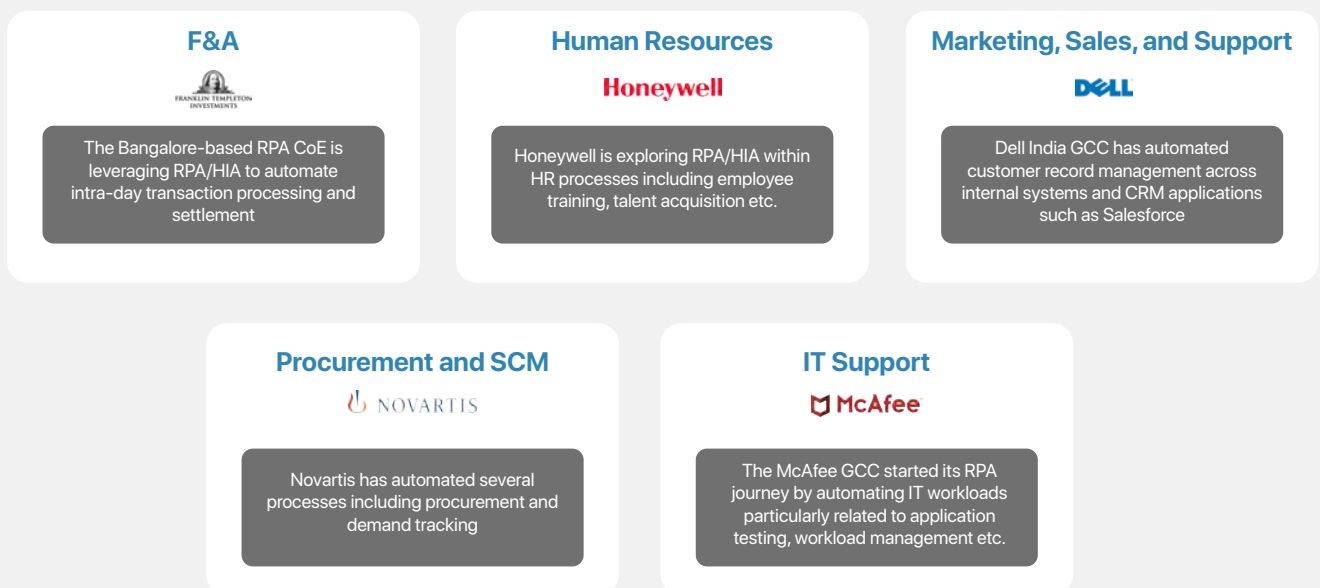 F&A
FRANKLIN TEMPLETON
INVESTMENTS
The Bangalore-based RPA CoE is
leveraging RPA/HIA to automate
intra-day transaction processing and
settlement
Human Resources
Honeywell
Honeywell is exploring RPA/HIA within
HR processes including employee
training, talent acquisition etc.
Marketing, Sales, and Support
DELL
Dell India GCC has automated
customer record management across
internal systems and CRM applications
such as Salesforce
Procurement and SCM
NOVARTIS
Novartis has automated several
processes including procurement and
demand tracking
IT Support
McAfee
The McAfee GCC started its RPA
journey by automating IT workloads
particularly related to application
testing, workload management etc.